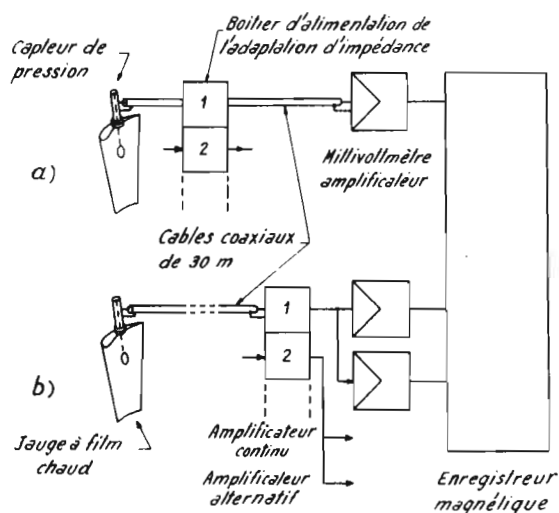 Boîtier d'alimentation de
l'adaptation d'impédance
Capteur de
pression
1
2
a)
Millivoltmètre
amplificateur
Cables coaxiaux
de 30 m
1
2
b)
Jauge à film
chaud
Amplificateur
continu
Amplificateur
alternatif
Enregistreur
magnétique